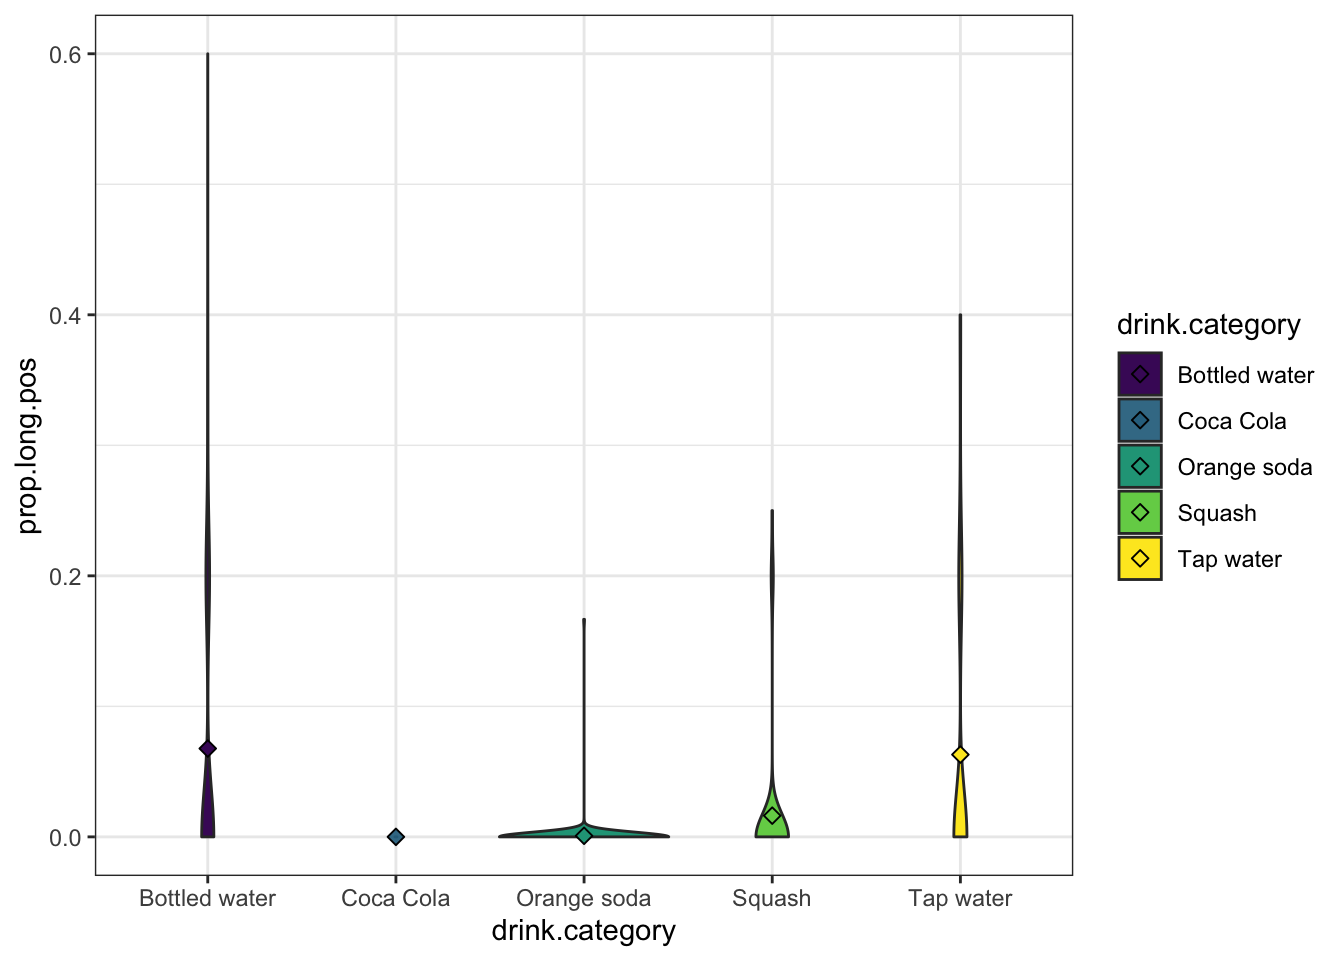 prop.long.pos
0.6
0.4
0.2
0.0
Bottled water
Coca Cola
Orange soda
Squash
Tap water
drink.category
drink.category
Bottled water
Coca Cola
Orange soda
Squash
Tap water